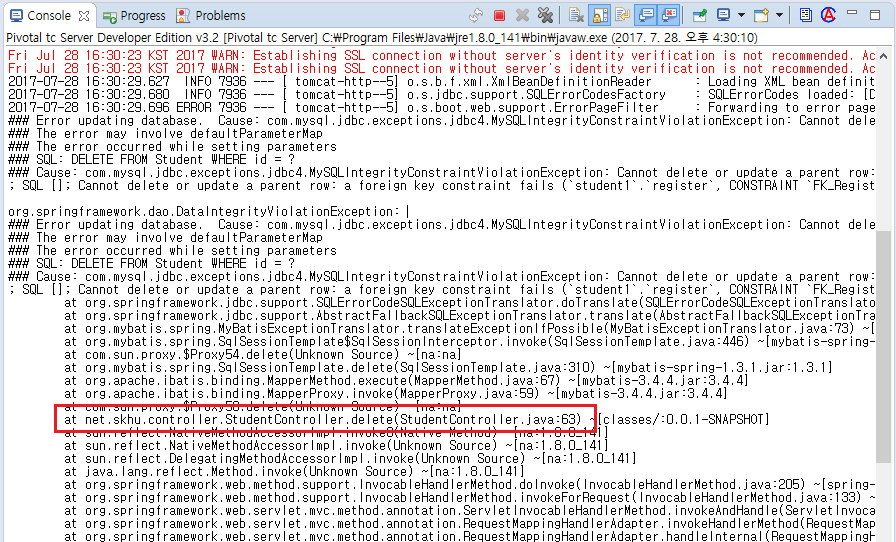 Console Progress Problems
Pivotal tc Server Developer Edition v3.2 [Pivotal tc Server] C:₩Program Files₩Java₩jre1.8.0_141₩bin₩javaw.exe (2017. 7. 28. 오후 4:30:10)
Fri Jul 28 16:30:23 KST 2017 WARN: Establishing SSL connection without server's identity verification is not recommended. Ac
Fri Jul 28 16:30:23 KST 2017 WARN: Establishing SSL connection without server's identity verification is not recommended. Ac
2017-07-28 16:30:29.627  INFO 7936 --- [ tomcat-http--5] o.s.b.f.xml.XmlBeanDefinitionReader      : Loading XML bean definit
2017-07-28 16:30:29.680  INFO 7936 --- [ tomcat-http--5] o.s.jdbc.support.SQLErrorCodesFactory    : SQLErrorCodes loaded: [D
2017-07-28 16:30:29.696 ERROR 7936 --- [ tomcat-http--5] o.s.boot.web.support.ErrorPageFilter     : Forwarding to error page
### Error updating database.  Cause: com.mysql.jdbc.exceptions.jdbc4.MySQLIntegrityConstraintViolationException: Cannot delet
### The error may involve defaultParameterMap
### The error occurred while setting parameters
### SQL: DELETE FROM Student WHERE id = ?
### Cause: com.mysql.jdbc.exceptions.jdbc4.MySQLIntegrityConstraintViolationException: Cannot delete or update a parent row:
; SQL []; Cannot delete or update a parent row: a foreign key constraint fails (`student1`.`register`, CONSTRAINT `FK_Regist
org.springframework.dao.DataIntegrityViolationException:
### Error updating database.  Cause: com.mysql.jdbc.exceptions.jdbc4.MySQLIntegrityConstraintViolationException: Cannot delet
### The error may involve defaultParameterMap
### The error occurred while setting parameters
### SQL: DELETE FROM Student WHERE id = ?
### Cause: com.mysql.jdbc.exceptions.jdbc4.MySQLIntegrityConstraintViolationException: Cannot delete or update a parent row:
; SQL []; Cannot delete or update a parent row: a foreign key constraint fails (`student1`.`register`, CONSTRAINT `FK_Regist
at org.springframework.jdbc.support.SQLErrorCodeSQLExceptionTranslator.doTranslate(SQLErrorCodeSQLExceptionTranslato
at org.springframework.jdbc.support.AbstractFallbackSQLExceptionTranslator.translate(AbstractFallbackSQLExceptionTra
at org.mybatis.spring.MyBatisExceptionTranslator.translateExceptionIfPossible(MyBatisExceptionTranslator.java:73) ~[
at org.mybatis.spring.SqlSessionTemplate$SqlSessionInterceptor.invoke(SqlSessionTemplate.java:446) ~[mybatis-spring-
at com.sun.proxy.$Proxy54.delete(Unknown Source) ~[na:na]
at org.mybatis.spring.SqlSessionTemplate.delete(SqlSessionTemplate.java:310) ~[mybatis-spring-1.3.1.jar:1.3.1]
at org.apache.ibatis.binding.MapperMethod.execute(MapperMethod.java:67) ~[mybatis-3.4.4.jar:3.4.4]
at org.apache.ibatis.binding.MapperProxy.invoke(MapperProxy.java:59) ~[mybatis-3.4.4.jar:3.4.4]
at com.sun.proxy.$Proxy58.delete(Unknown Source) ~[na:na]
at net.skhu.controller.StudentController.delete(StudentController.java:63) ~[classes/:0.0.1-SNAPSHOT]
at sun.reflect.NativeMethodAccessorImpl.invoke0(Native Method) ~[na:1.8.0_141]
at sun.reflect.NativeMethodAccessorImpl.invoke(Unknown Source) ~[na:1.8.0_141]
at sun.reflect.DelegatingMethodAccessorImpl.invoke(Unknown Source) ~[na:1.8.0_141]
at java.lang.reflect.Method.invoke(Unknown Source) ~[na:1.8.0_141]
at org.springframework.web.method.support.InvocableHandlerMethod.doInvoke(InvocableHandlerMethod.java:205) ~[spring-
at org.springframework.web.method.support.InvocableHandlerMethod.invokeForRequest(InvocableHandlerMethod.java:133) ~
at org.springframework.web.servlet.mvc.method.annotation.ServletInvocableHandlerMethod.invokeAndHandle(ServletInvoca
at org.springframework.web.servlet.mvc.method.annotation.RequestMappingHandlerAdapter.invokeHandlerMethod(RequestMap
at org.springframework.web.servlet.mvc.method.annotation.RequestMappingHandlerAdapter.handleInternal(RequestMappingH